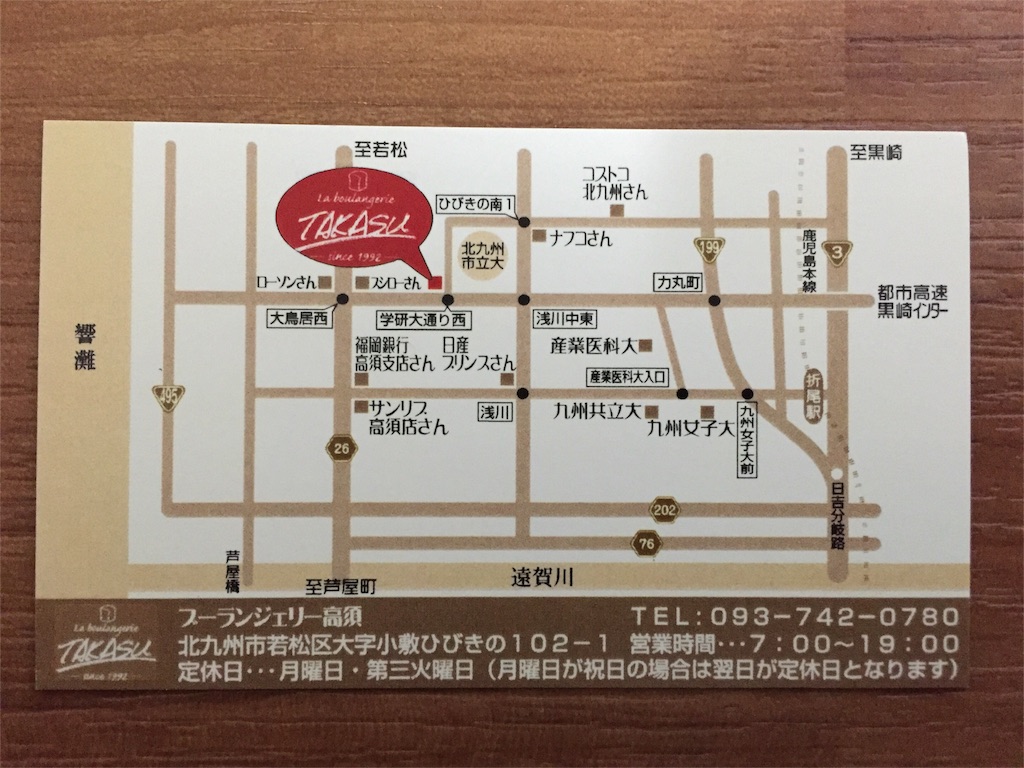 至若松
至黒崎
La boulangerie
TAKASU
since 1992
ひびきの南1
コストコ
北九州さん
ナフコさん
北九州
市立大
199
鹿児島本線
3
ローソンさん
スシローさん
力丸町
都市高速
黒崎インター
大鳥居西
学研大通り西
浅川中東
響灘
福岡銀行
高須支店さん
日産
プリンスさん
産業医科大
産業医科大入口
折尾駅
495
サンリブ
高須店さん
浅川
九州共立大
九州女子大
九州女子大前
26
202
76
日吉分岐路
芦屋橋
至芦屋町
遠賀川
La boulangerie
TAKASU
since 1992
ブーランジェリー高須
TEL:093-742-0780
北九州市若松区大字小敷ひびきの102-1 営業時間…7:00~19:00
定休日…月曜日・第三火曜日(月曜日が祝日の場合は翌日が定休日となります)